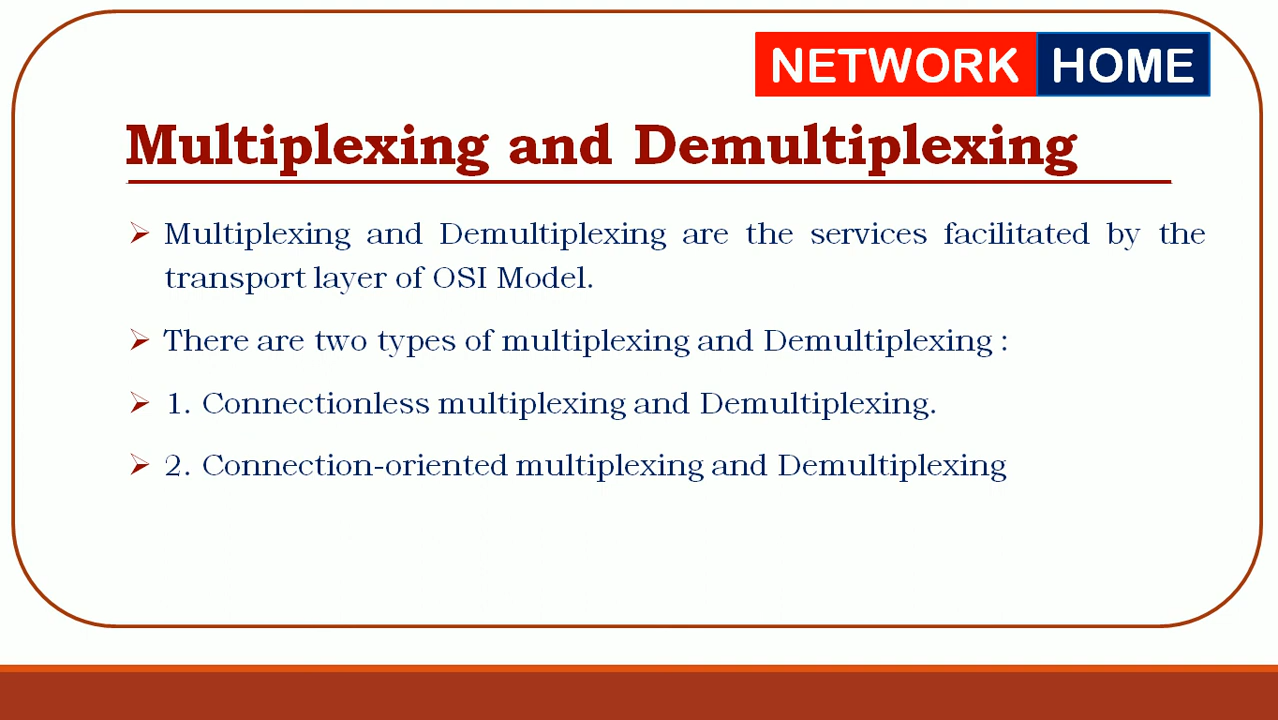 NETWORK HOME
Multiplexing and Demultiplexing
Multiplexing and Demultiplexing are the services facilitated by the
transport layer of OSI Model.
There are two types of multiplexing and Demultiplexing :
1. Connectionless multiplexing and Demultiplexing.
2. Connection-oriented multiplexing and Demultiplexing